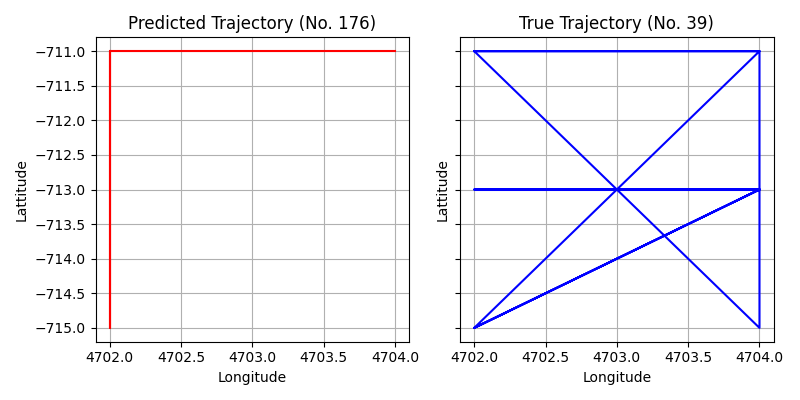 Predicted Trajectory (No. 176)
−711.0
−711.5
−712.0
−712.5
−713.0
−713.5
−714.0
−714.5
−715.0
Lattitude
4702.0 4702.5 4703.0 4703.5 4704.0
Longitude
True Trajectory (No. 39)
Lattitude
4702.0 4702.5 4703.0 4703.5 4704.0
Longitude